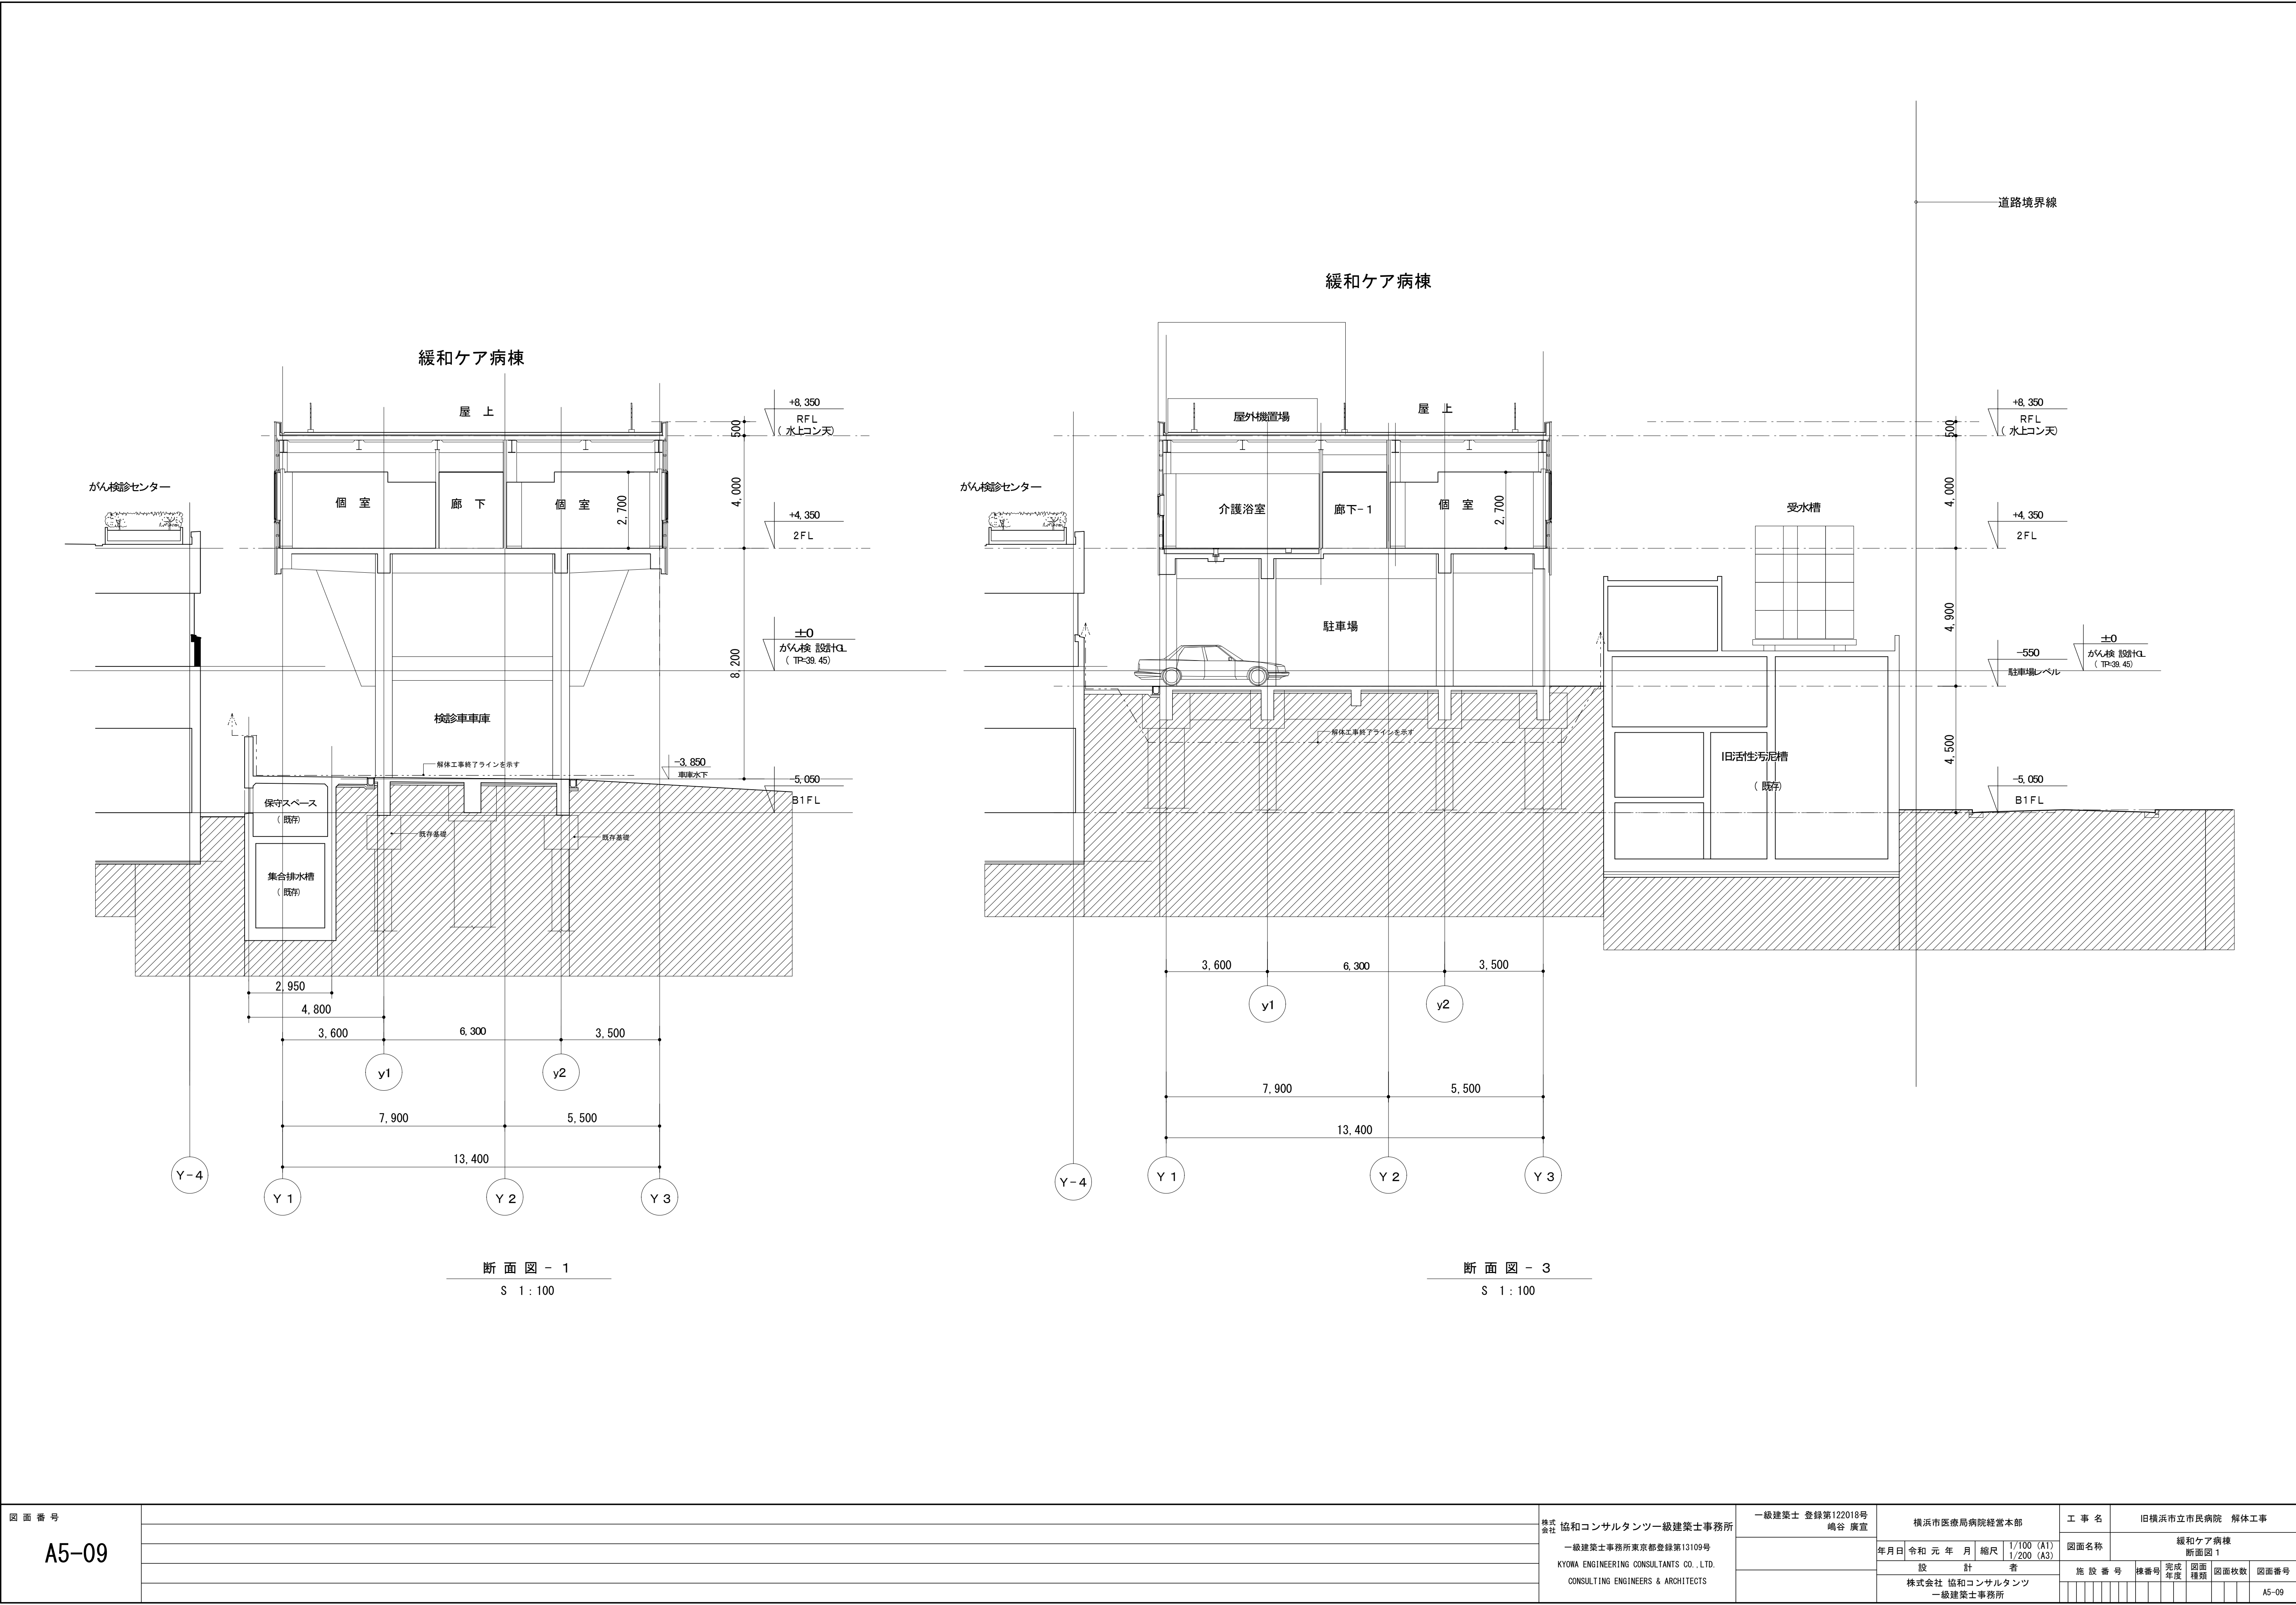 道路境界線
緩和ケア病棟
屋 上
+8,350
RFL
( 水上コン天)
500
がん検診センター
個 室
廊 下
個 室
2,700
4,000
+4,350
2FL
±0
がん検 設計GL
( TP=39.45)
8,200
検診車車庫
解体工事終了ラインを示す
-3,850
車庫水下
-5,050
B1FL
保守スペース
( 既存)
既存基礎
既存基礎
集合排水槽
( 既存)
2,950
4,800
3,600
6,300
3,500
y1
y2
7,900
5,500
13,400
Y-4
Y 1
Y 2
Y 3
断 面 図 - 1
S 1:100
緩和ケア病棟
屋外機置場
屋 上
+8,350
RFL
( 水上コン天)
500
がん検診センター
介護浴室
廊下-1
個 室
2,700
受水槽
4,000
+4,350
2FL
駐車場
4,900
±0
がん検 設計GL
( TP=39.45)
-550
駐車場レベル
解体工事終了ラインを示す
旧活性汚泥槽
( 既存)
4,500
-5,050
B1FL
3,600
6,300
3,500
y1
y2
7,900
5,500
13,400
Y-4
Y 1
Y 2
Y 3
断 面 図 - 3
S 1:100
図 面 番 号
A5-09
株式会社 協和コンサルタンツ一級建築士事務所
一級建築士事務所東京都登録第13109号
KYOWA ENGINEERING CONSULTANTS CO.,LTD.
CONSULTING ENGINEERS & ARCHITECTS
一級建築士 登録第122018号
嶋谷 廣宣
横浜市医療局病院経営本部
年月日 令和 元 年 月 縮尺 1/100 (A1)
1/200 (A3)
設 計 者
株式会社 協和コンサルタンツ
一級建築士事務所
工 事 名 旧横浜市立市民病院 解体工事
図面名称 緩和ケア病棟
断面図1
施 設 番 号 棟番号 完成年度 図面種類 図面枚数 図面番号
A5-09